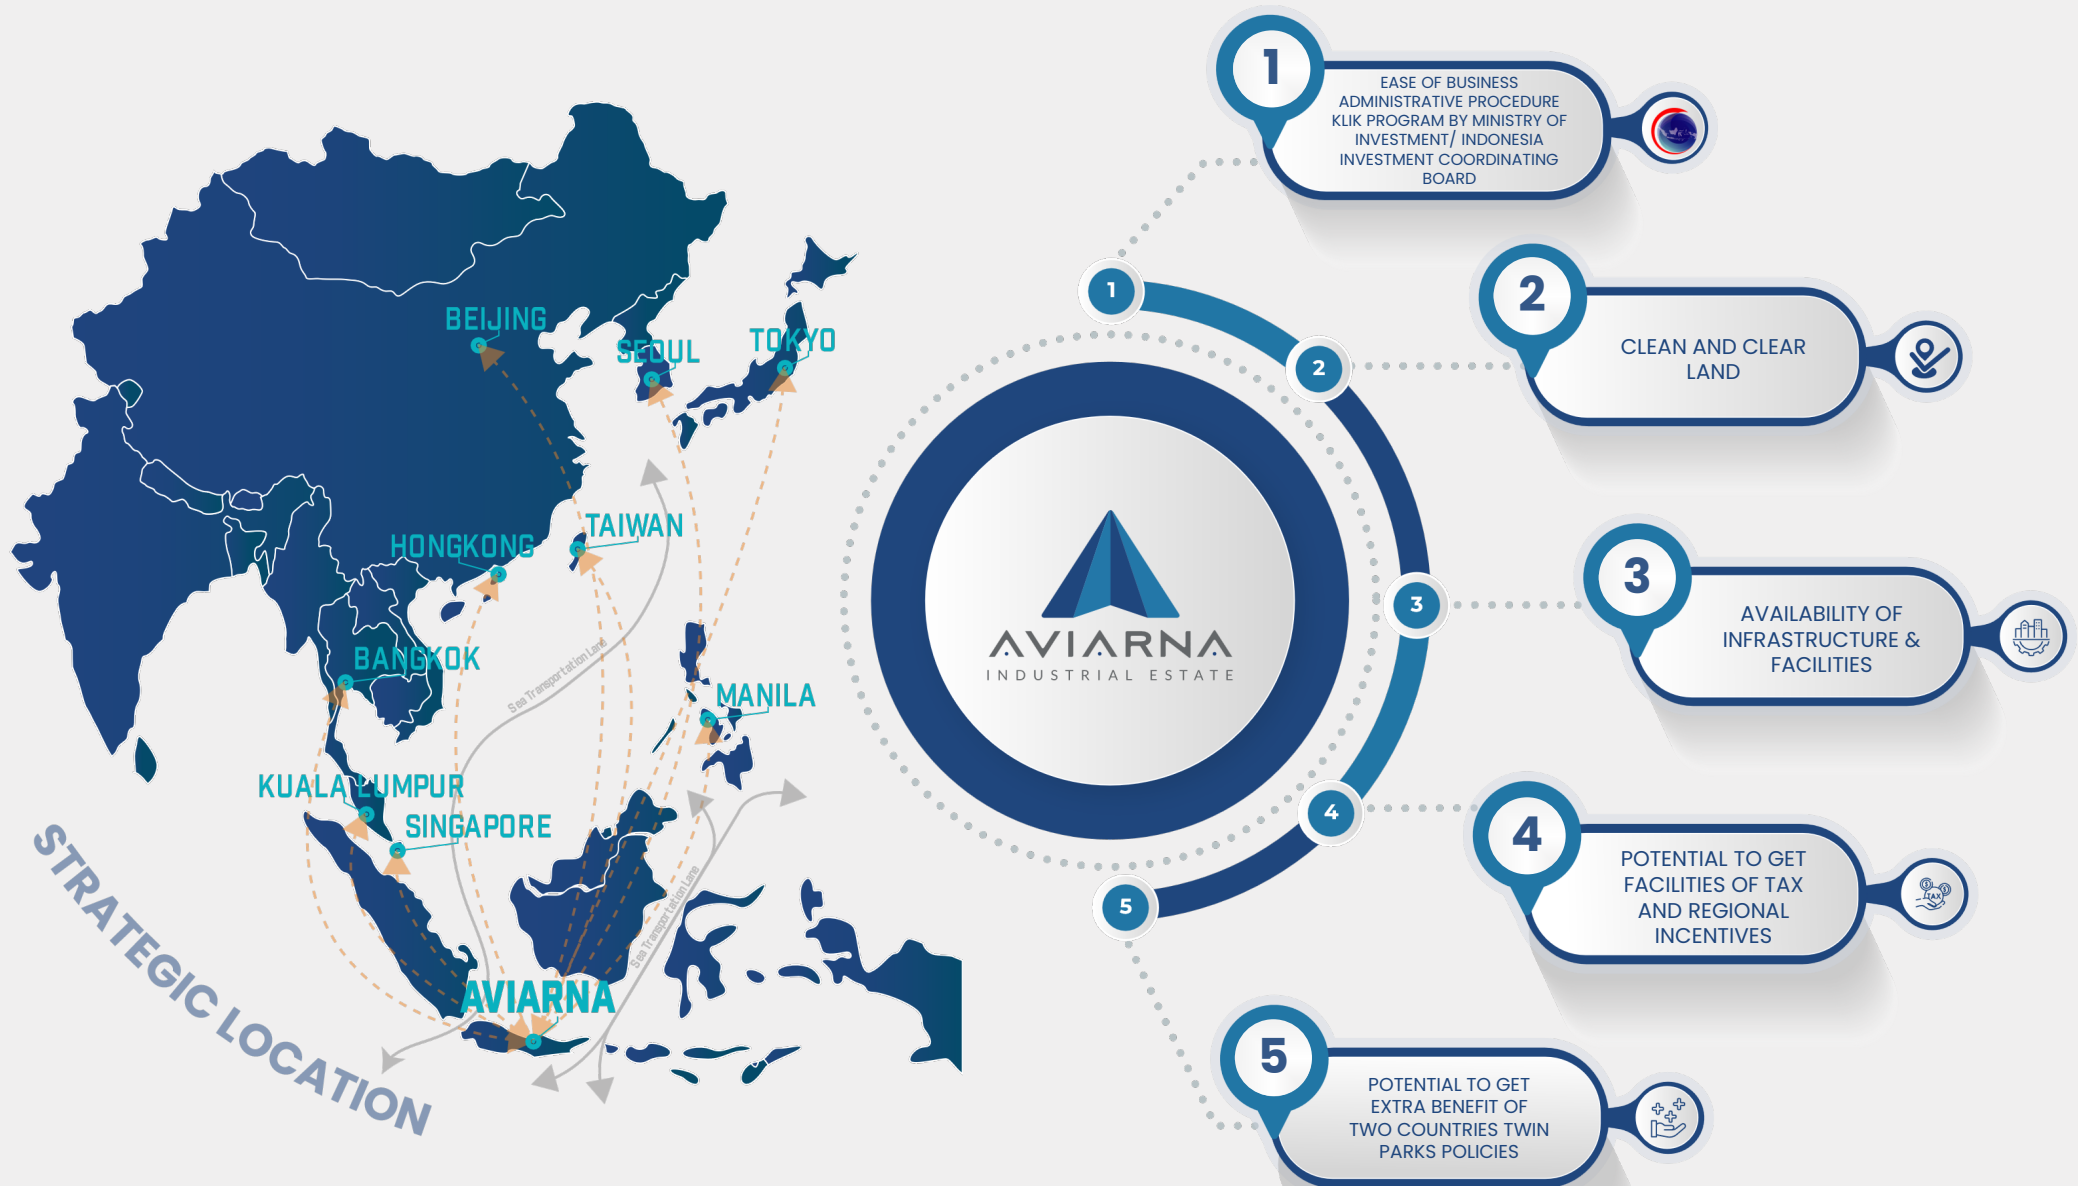 BEIJING
SEOUL
TOKYO
TAIWAN
HONGKONG
Sea Transportation Lane
BANGKOK
MANILA
KUALA LUMPUR
SINGAPORE
Sea Transportation Lane
AVIARNA
STRATEGIC LOCATION
AVIARNA
INDUSTRIAL ESTATE
1
2
3
4
5
1
EASE OF BUSINESS
ADMINISTRATIVE PROCEDURE
KLIK PROGRAM BY MINISTRY OF
INVESTMENT/ INDONESIA
INVESTMENT COORDINATING
BOARD
2
CLEAN AND CLEAR
LAND
3
AVAILABILITY OF
INFRASTRUCTURE &
FACILITIES
4
POTENTIAL TO GET
FACILITIES OF TAX
AND REGIONAL
INCENTIVES
TAX
5
POTENTIAL TO GET
EXTRA BENEFIT OF
TWO COUNTRIES TWIN
PARKS POLICIES